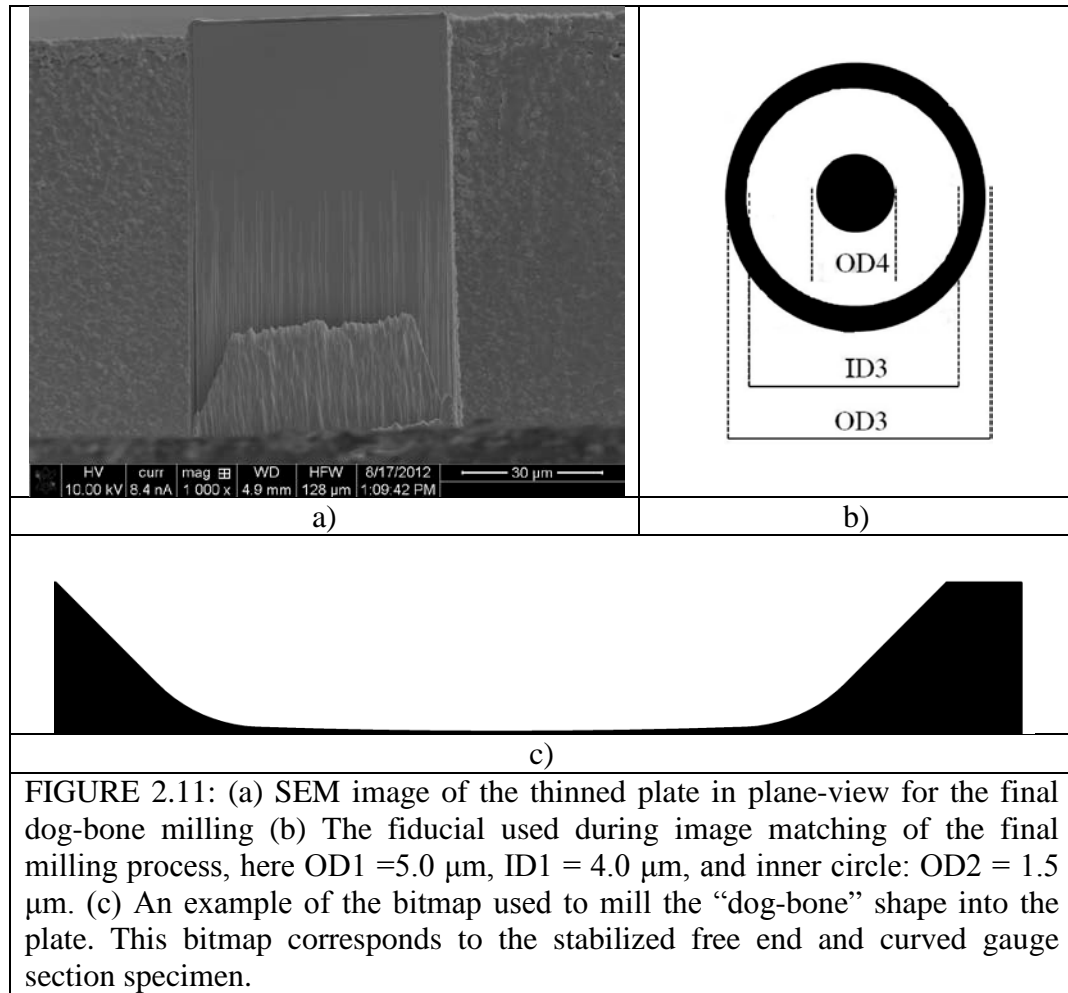 HV curr mag WD HFW 8/17/2012 30 µm
10.00 kV 8.4 nA 1 000 x 4.9 mm 128 µm 1:09:42 PM
OD4
ID3
OD3
a) b)
c)
FIGURE 2.11: (a) SEM image of the thinned plate in plane-view for the final
dog-bone milling (b) The fiducial used during image matching of the final
milling process, here OD1 =5.0 μm, ID1 = 4.0 μm, and inner circle: OD2 = 1.5
μm. (c) An example of the bitmap used to mill the “dog-bone” shape into the
plate. This bitmap corresponds to the stabilized free end and curved gauge
section specimen.